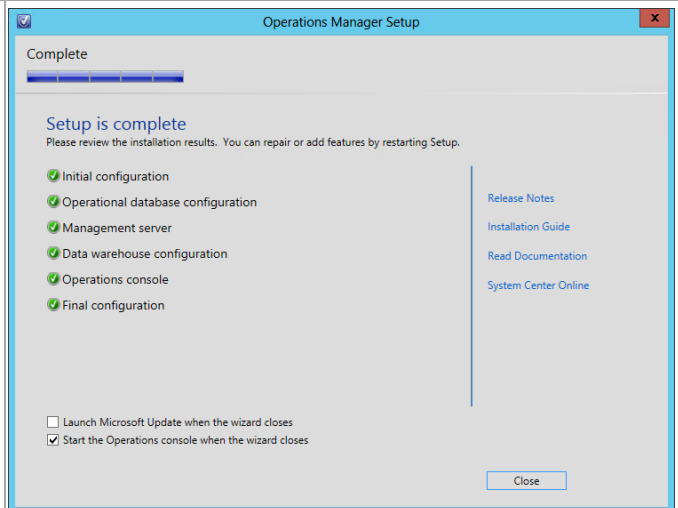 Operations Manager Setup
x
Complete
Setup is complete
Please review the installation results. You can repair or add features by restarting Setup.
Initial configuration
Operational database configuration
Management server
Data warehouse configuration
Operations console
Final configuration
Release Notes
Installation Guide
Read Documentation
System Center Online
Launch Microsoft Update when the wizard closes
Start the Operations console when the wizard closes
Close